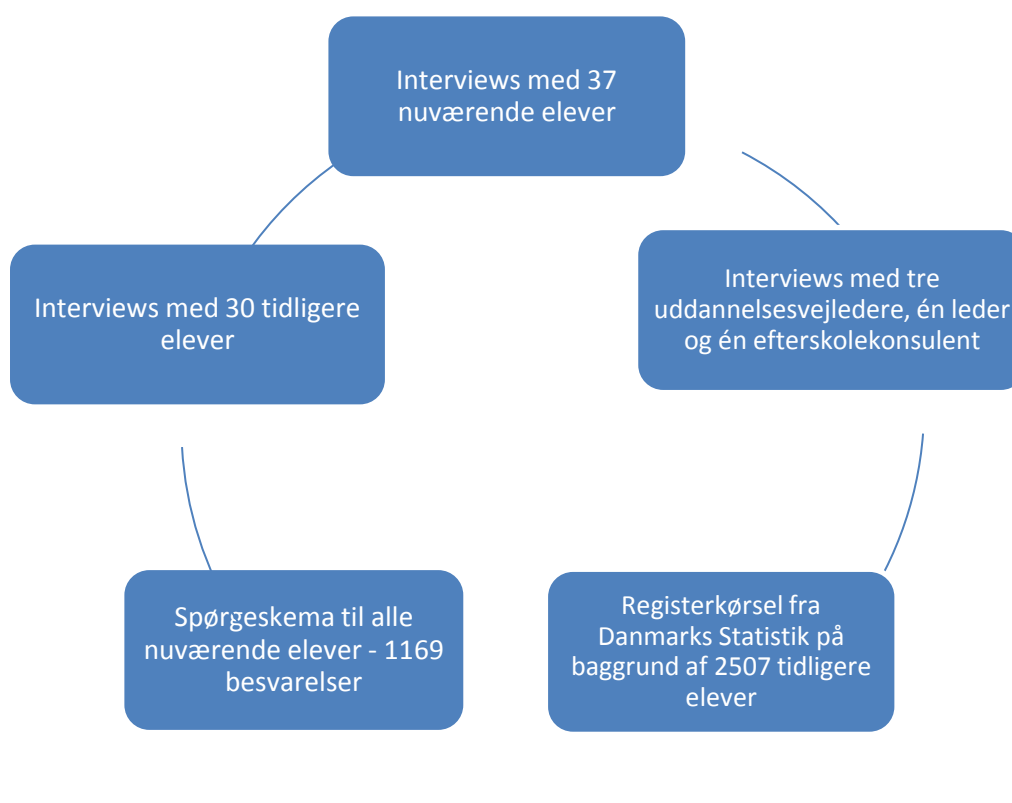 Interviews med 37
nuværende elever
Interviews med tre
uddannelsesvejledere, én leder
og én efterskolekonsulent
Registerkørsel fra
Danmarks Statistik på
baggrund af 2507 tidligere
elever
Spørgeskema til alle
nuværende elever - 1169
besvarelser
Interviews med 30 tidligere
elever